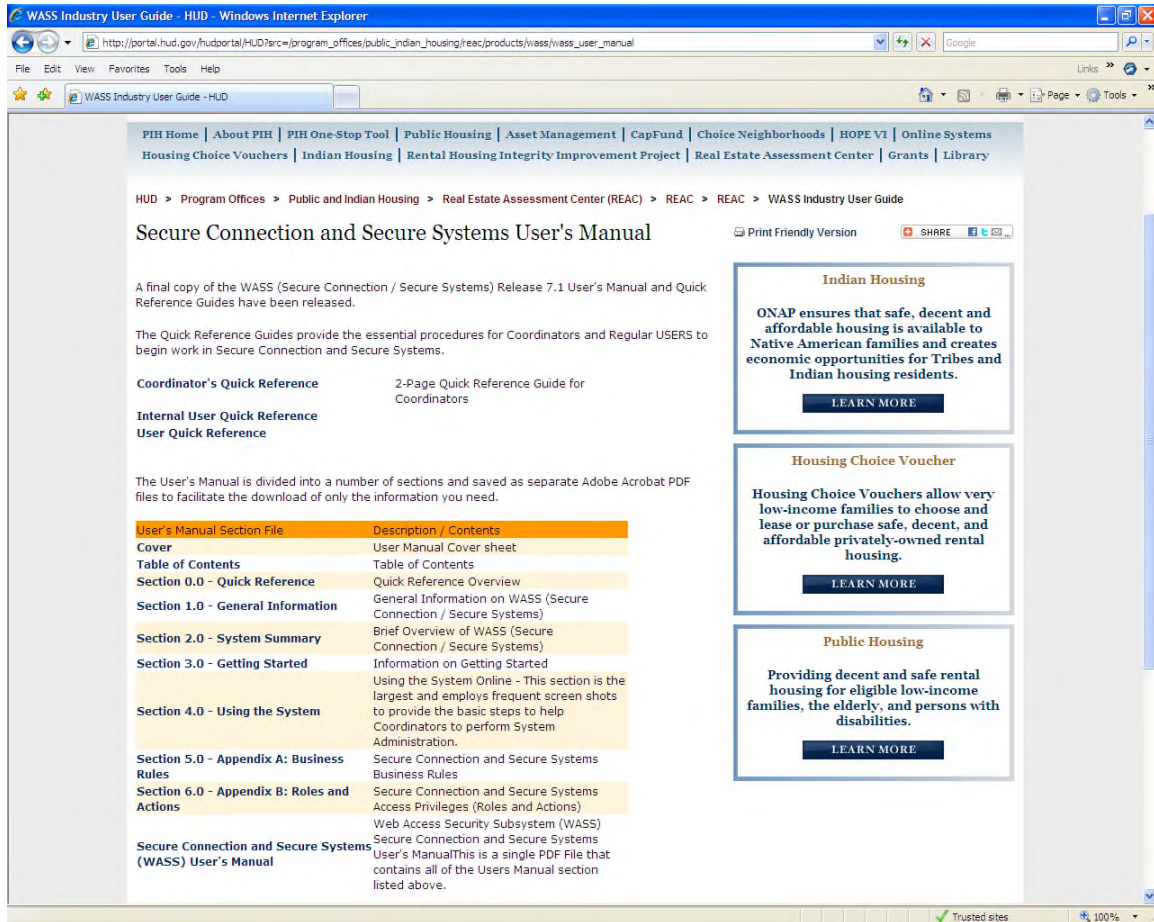 WASS Industry User Guide - HUD - Windows Internet Explorer
http://portal.hud.gov/hudportal/HUD?src=/program_offices/public_indian_housing/reac/products/wass/wass_user_manual
Google
File Edit View Favorites Tools Help
Links »
WASS Industry User Guide - HUD
Page Tools »
PIH Home | About PIH | PIH One-Stop Tool | Public Housing | Asset Management | CapFund | Choice Neighborhoods | HOPE VI | Online Systems
Housing Choice Vouchers | Indian Housing | Rental Housing Integrity Improvement Project | Real Estate Assessment Center | Grants | Library
HUD > Program Offices > Public and Indian Housing > Real Estate Assessment Center (REAC) > REAC > REAC > WASS Industry User Guide
Secure Connection and Secure Systems User's Manual
Print Friendly Version
SHARE
A final copy of the WASS (Secure Connection / Secure Systems) Release 7.1 User's Manual and Quick
Reference Guides have been released.
The Quick Reference Guides provide the essential procedures for Coordinators and Regular USERS to
begin work in Secure Connection and Secure Systems.
Coordinator's Quick Reference
2-Page Quick Reference Guide for
Coordinators
Internal User Quick Reference
User Quick Reference
The User's Manual is divided into a number of sections and saved as separate Adobe Acrobat PDF
files to facilitate the download of only the information you need.
User's Manual Section File
Description / Contents
Cover
User Manual Cover sheet
Table of Contents
Table of Contents
Section 0.0 - Quick Reference
Quick Reference Overview
Section 1.0 - General Information
General Information on WASS (Secure
Connection / Secure Systems)
Section 2.0 - System Summary
Brief Overview of WASS (Secure
Connection / Secure Systems)
Section 3.0 - Getting Started
Information on Getting Started
Section 4.0 - Using the System
Using the System Online - This section is the
largest and employs frequent screen shots
to provide the basic steps to help
Coordinators to perform System
Administration.
Section 5.0 - Appendix A: Business
Rules
Secure Connection and Secure Systems
Business Rules
Section 6.0 - Appendix B: Roles and
Actions
Secure Connection and Secure Systems
Access Privileges (Roles and Actions)
Secure Connection and Secure Systems
(WASS) User's Manual
Web Access Security Subsystem (WASS)
Secure Connection and Secure Systems
User's ManualThis is a single PDF File that
contains all of the Users Manual section
listed above.
Indian Housing
ONAP ensures that safe, decent and
affordable housing is available to
Native American families and creates
economic opportunities for Tribes and
Indian housing residents.
LEARN MORE
Housing Choice Voucher
Housing Choice Vouchers allow very
low-income families to choose and
lease or purchase safe, decent, and
affordable privately-owned rental
housing.
LEARN MORE
Public Housing
Providing decent and safe rental
housing for eligible low-income
families, the elderly, and persons with
disabilities.
LEARN MORE
Trusted sites
100%